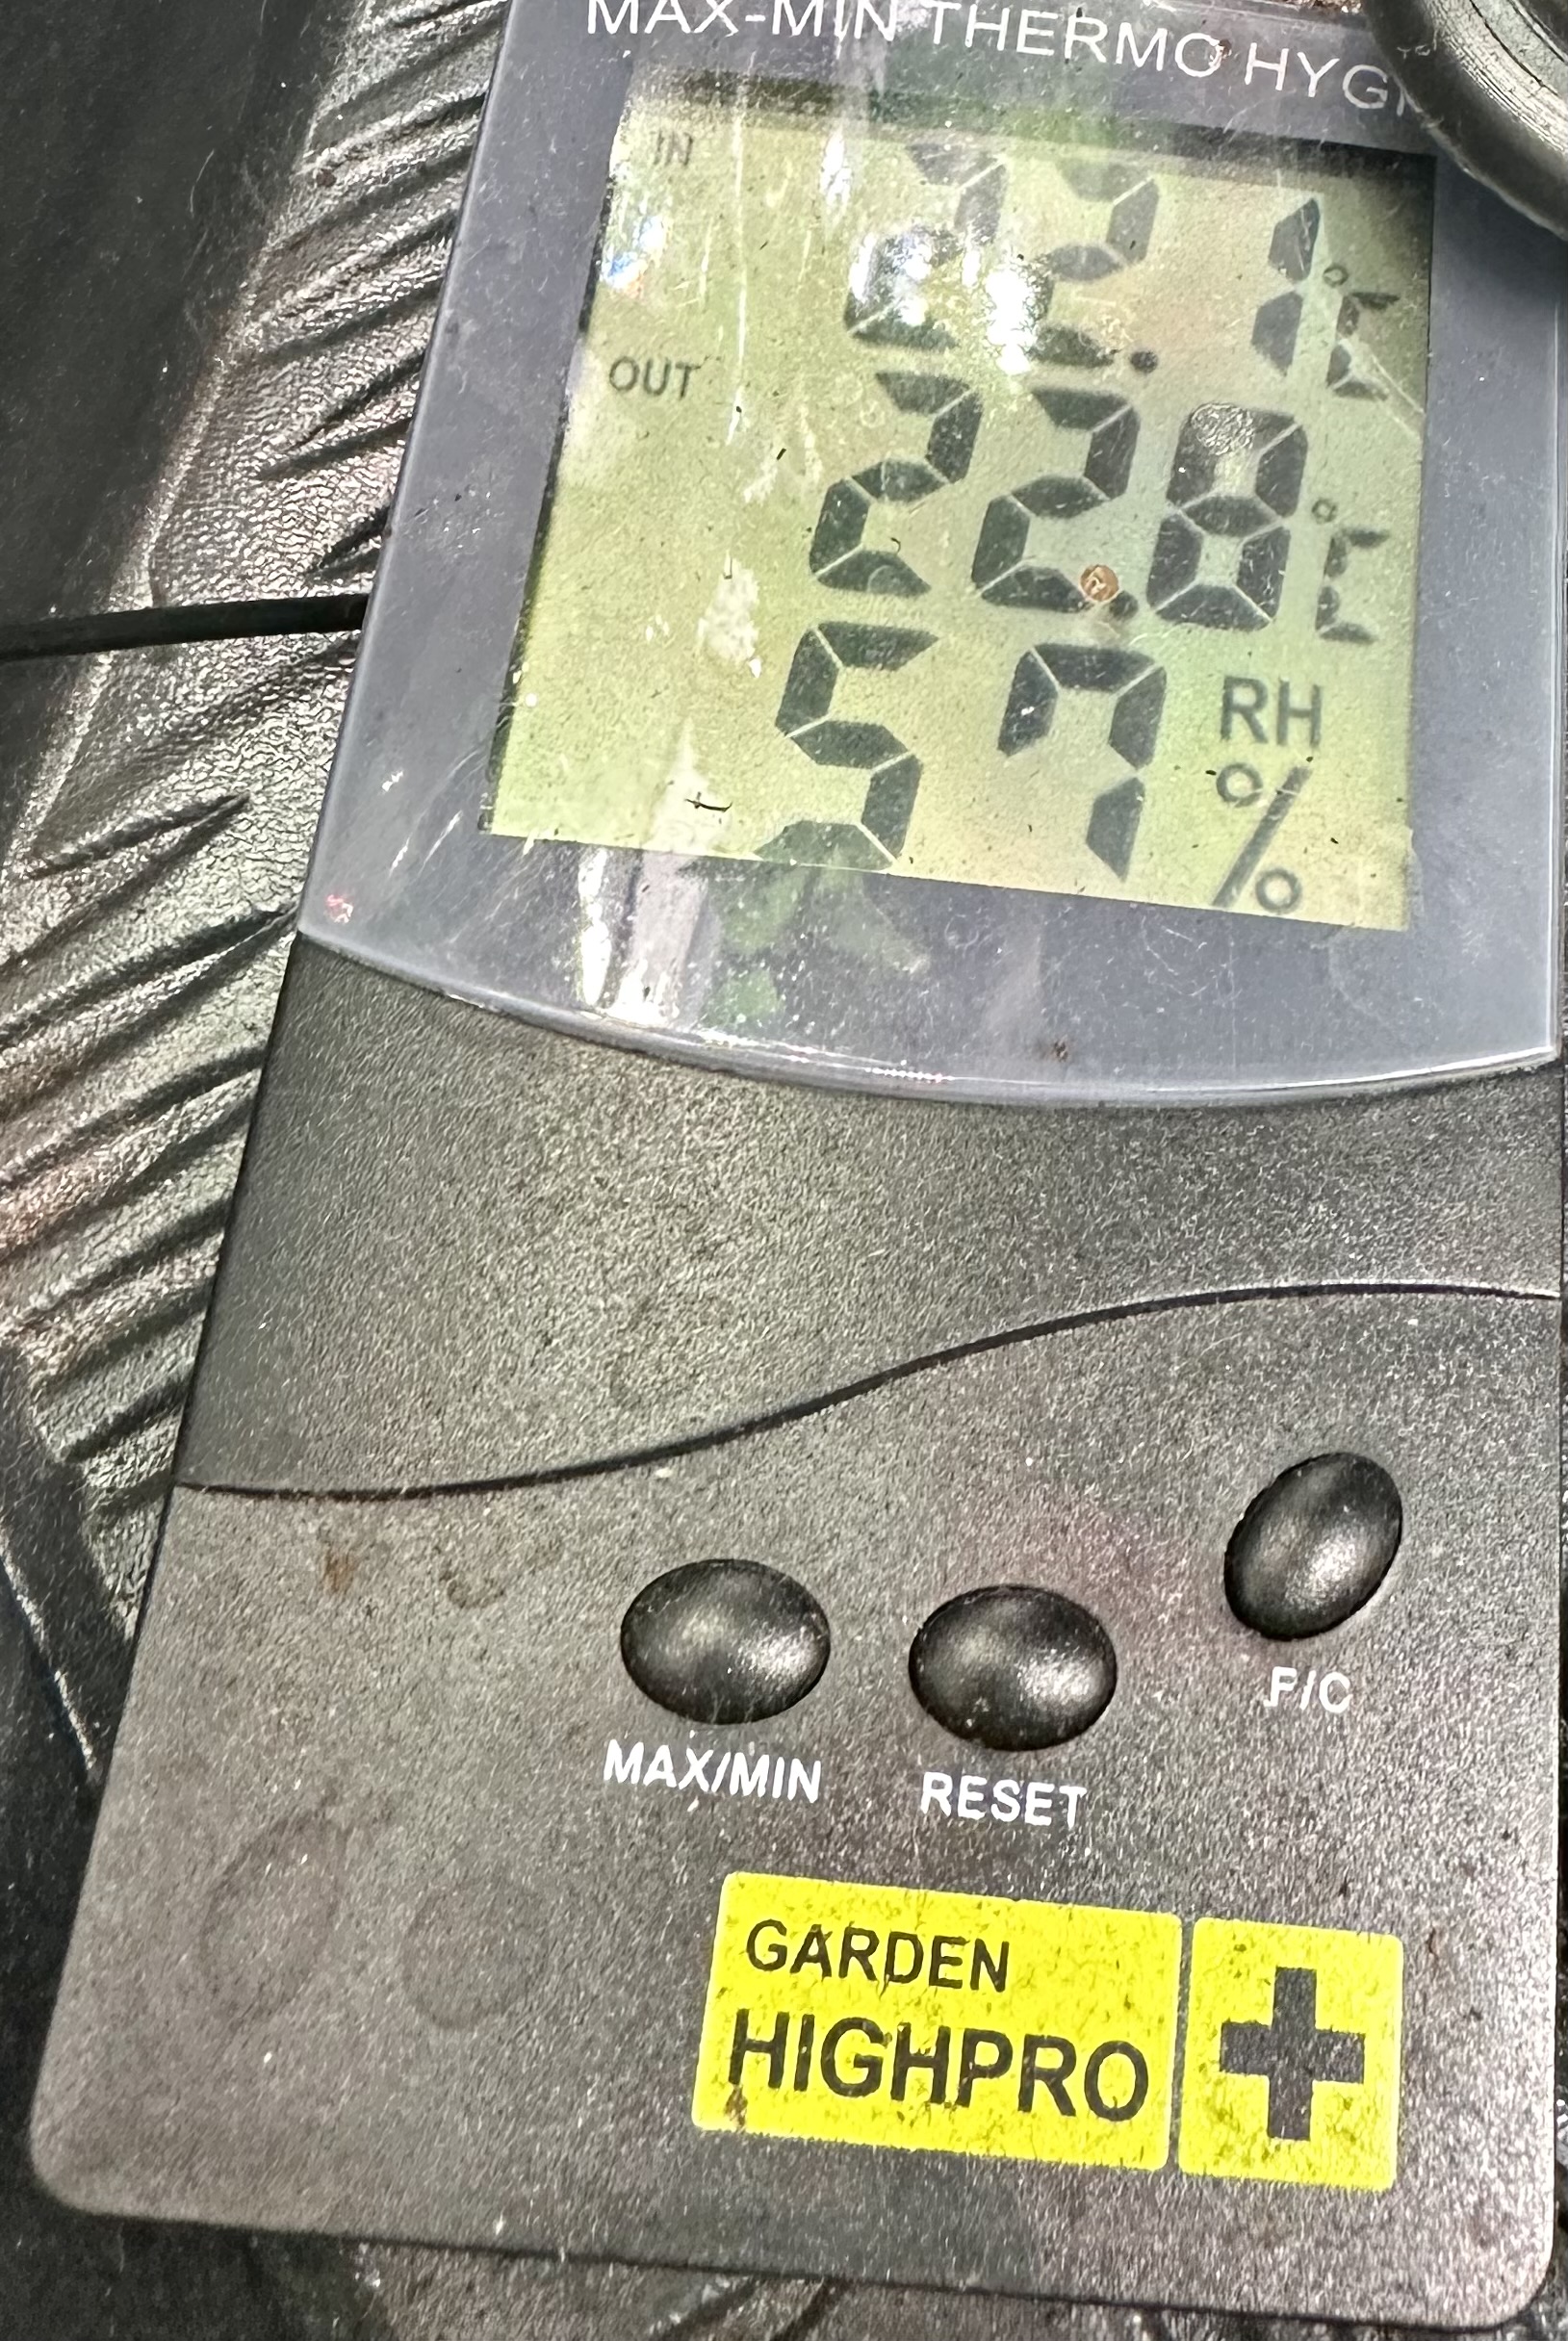 MAX-MIN THERMO HYG
IN
22.1 °C
OUT
22.8 °C
57 RH %
F/C
MAX/MIN
RESET
GARDEN
HIGHPRO